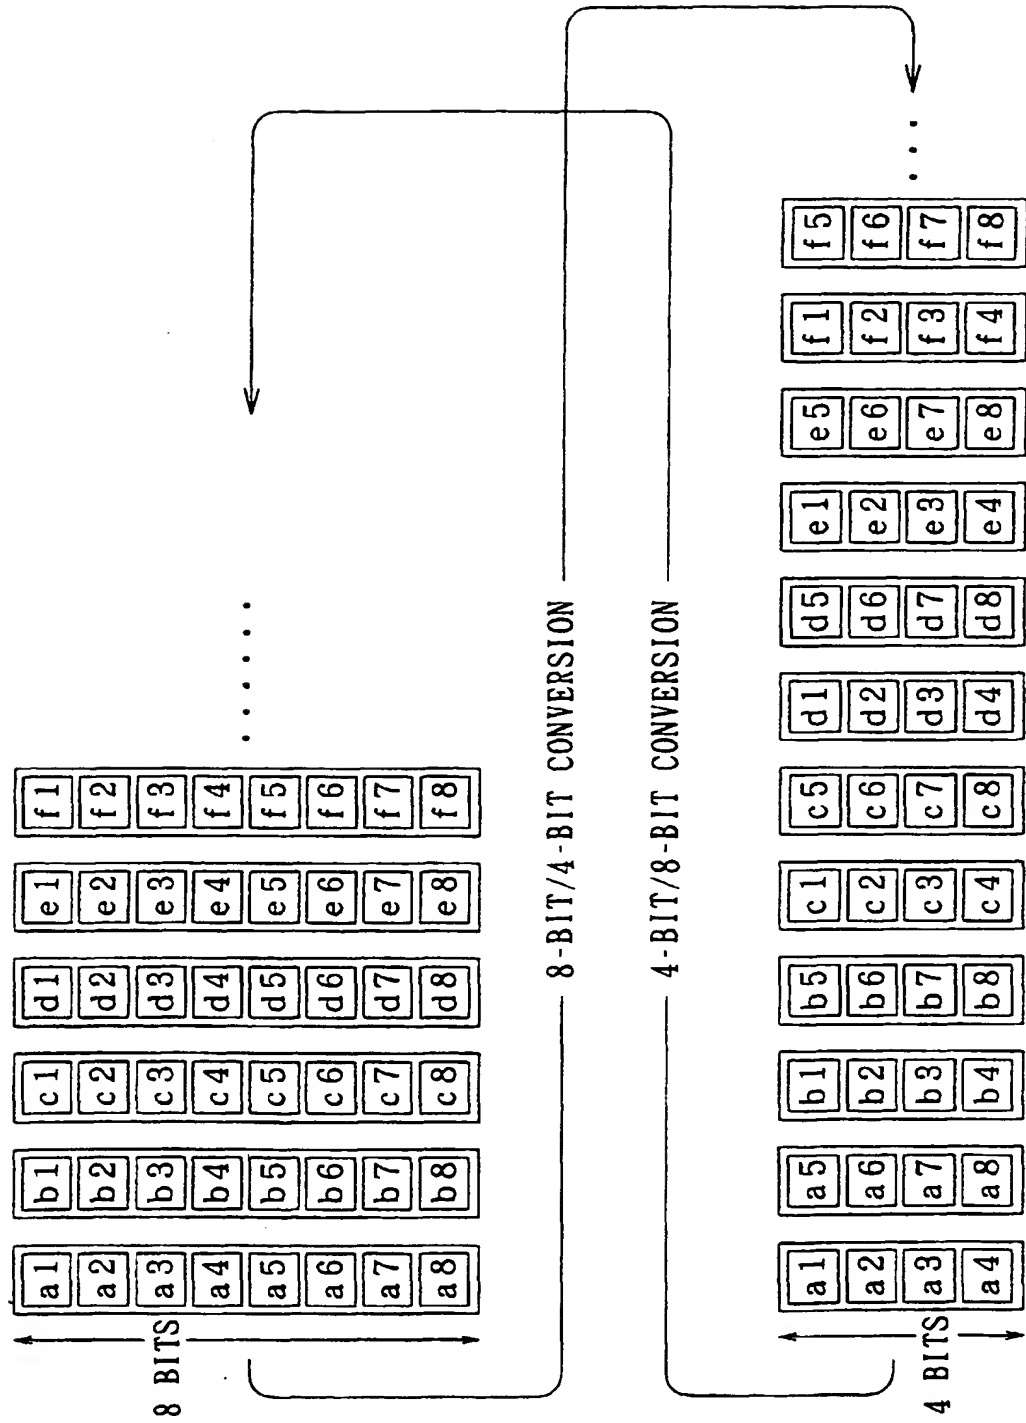 8 BITS
a1 a2 a3 a4 a5 a6 a7 a8
b1 b2 b3 b4 b5 b6 b7 b8
c1 c2 c3 c4 c5 c6 c7 c8
d1 d2 d3 d4 d5 d6 d7 d8
e1 e2 e3 e4 e5 e6 e7 e8
f1 f2 f3 f4 f5 f6 f7 f8
......
8-BIT/4-BIT CONVERSION
4-BIT/8-BIT CONVERSION
4 BITS
a1 a2 a3 a4
a5 a6 a7 a8
b1 b2 b3 b4
b5 b6 b7 b8
c1 c2 c3 c4
c5 c6 c7 c8
d1 d2 d3 d4
d5 d6 d7 d8
e1 e2 e3 e4
e5 e6 e7 e8
f1 f2 f3 f4
f5 f6 f7 f8
...